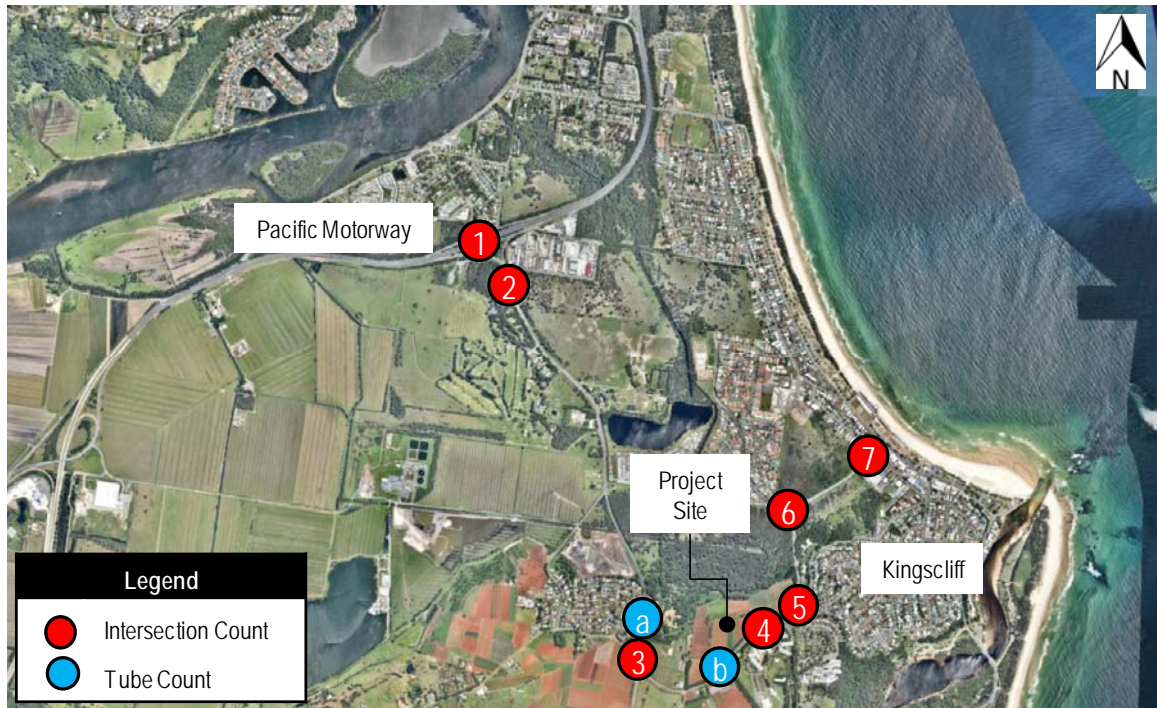 N
Pacific Motorway
1
2
7
Project
Site
6
Kingscliff
Legend
Intersection Count
Tube Count
a
5
4
3
b